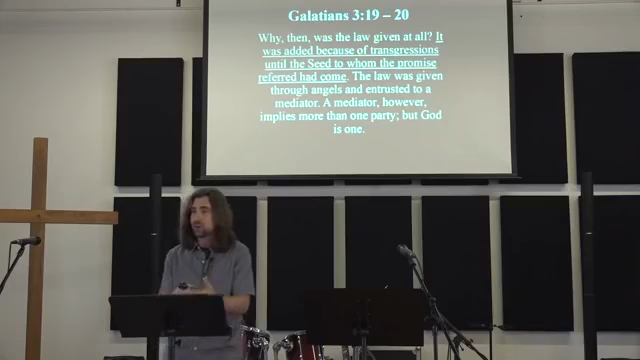 Galatians 3:19 – 20
Why, then, was the law given at all? It
was added because of transgressions
until the Seed to whom the promise
referred had come. The law was given
through angels and entrusted to a
mediator. A mediator, however,
implies more than one party; but God
is one.